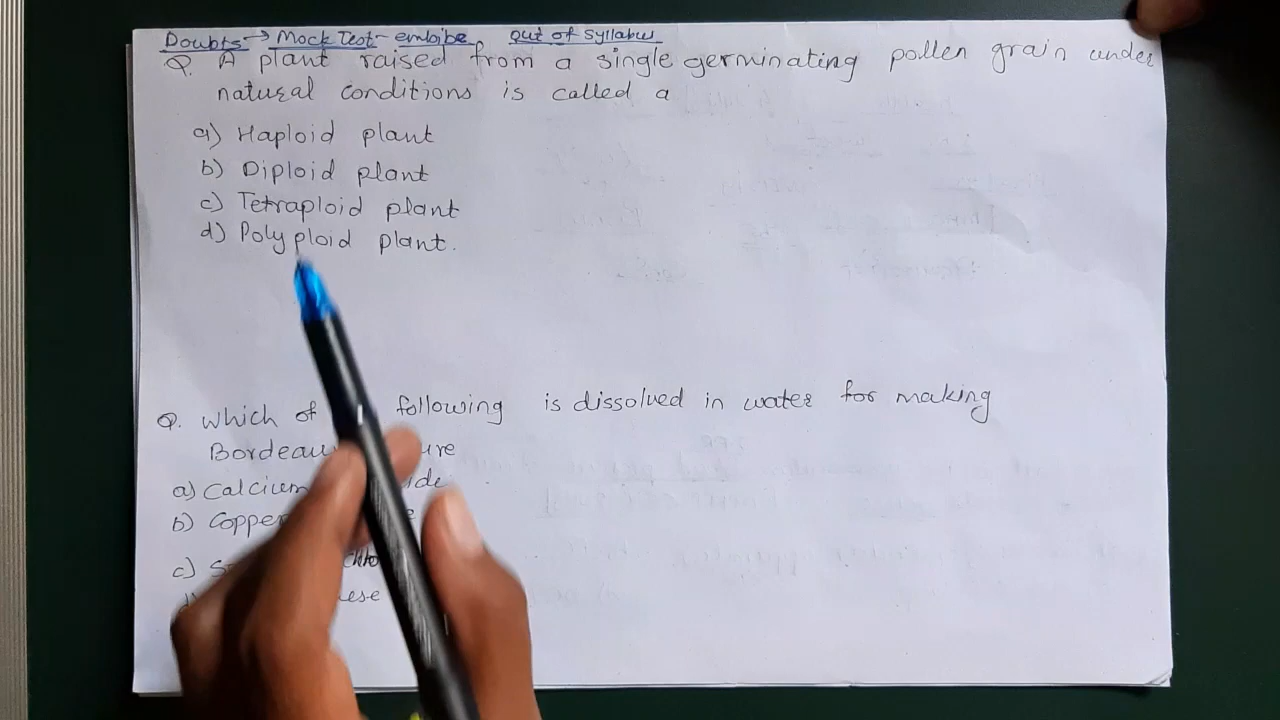 Doubts → Mock Test - embibe out of Syllabus
Q. A plant raised from a single germinating pollen grain under
natural conditions is called a
a) Haploid plant
b) Diploid plant
c) Tetraploid plant
d) Polyploid plant.
Q. which of following is dissolved in water for making
Bordeau ure
a) Calcium ide
b) Copper
c)